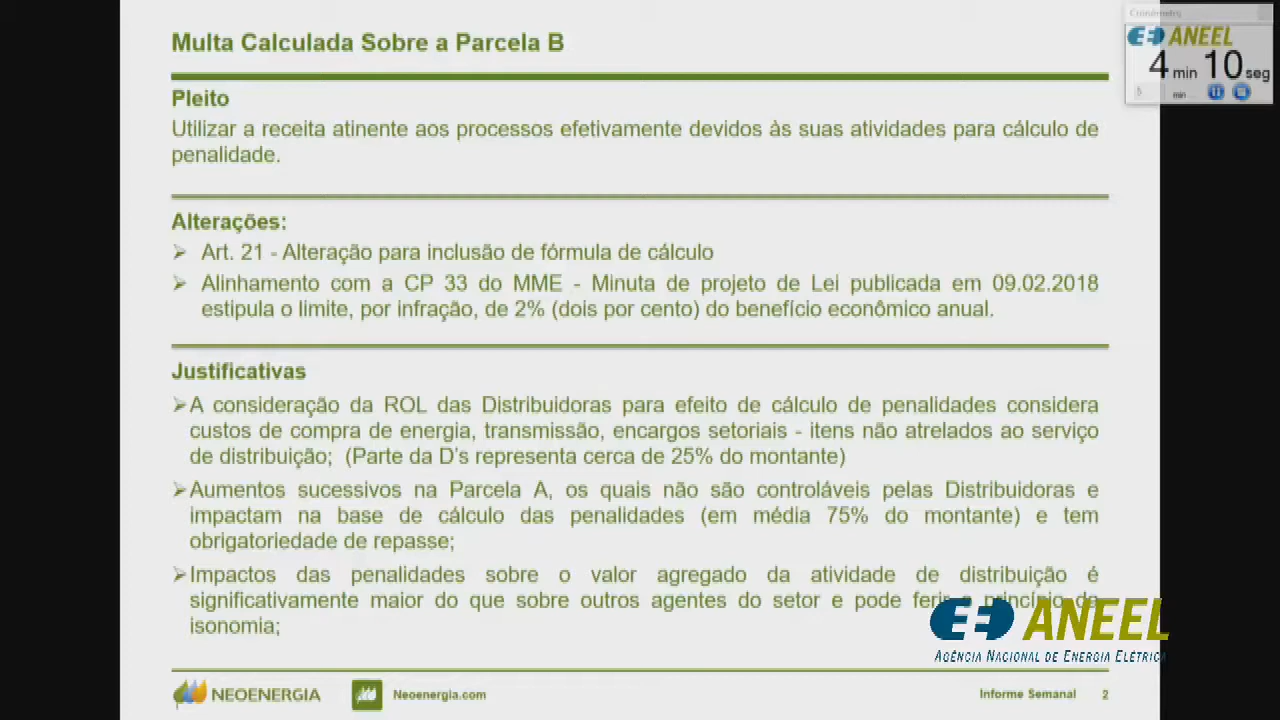 Multa Calculada Sobre a Parcela B
Cronômetro
ANEEL
4 min 10 seg
5
min
Pleito
Utilizar a receita atinente aos processos efetivamente devidos às suas atividades para cálculo de
penalidade.
Alterações:
Art. 21 - Alteração para inclusão de fórmula de cálculo
Alinhamento com a CP 33 do MME - Minuta de projeto de Lei publicada em 09.02.2018
estipula o limite, por infração, de 2% (dois por cento) do benefício econômico anual.
Justificativas
A consideração da ROL das Distribuidoras para efeito de cálculo de penalidades considera
custos de compra de energia, transmissão, encargos setoriais - itens não atrelados ao serviço
de distribuição; (Parte da D's representa cerca de 25% do montante)
Aumentos sucessivos na Parcela A, os quais não são controláveis pelas Distribuidoras e
impactam na base de cálculo das penalidades (em média 75% do montante) e tem
obrigatoriedade de repasse;
Impactos das penalidades sobre o valor agregado da atividade de distribuição é
significativamente maior do que sobre outros agentes do setor e pode ferir o princípio de
isonomia;
ANEEL
AGÊNCIA NACIONAL DE ENERGIA ELÉTRICA
NEOENERGIA
Neoenergia.com
Informe Semanal 2